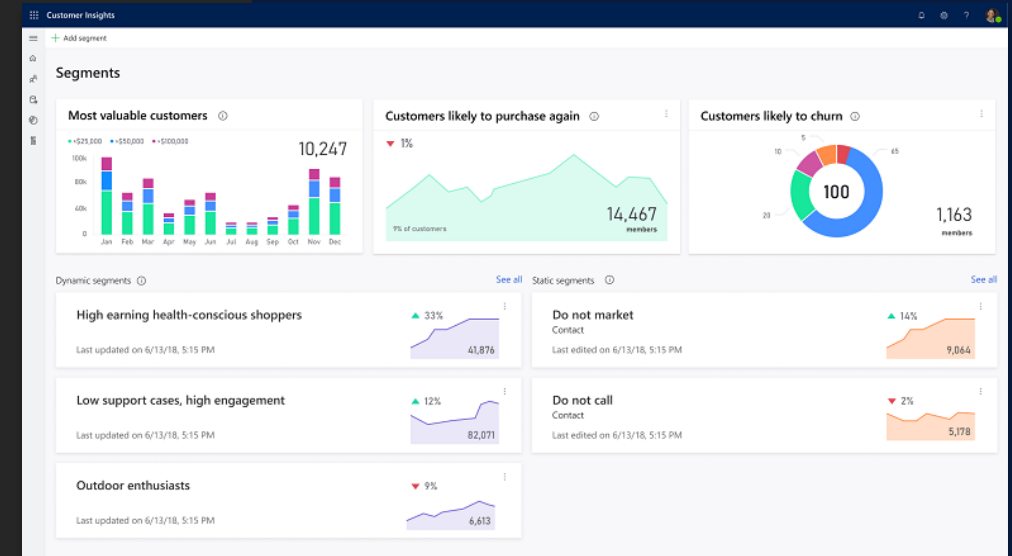 Customer Insights
?
+ Add segment
Segments
Most valuable customers
>$25,000 >$50,000 >$100,000
10,247
100k
80k
40k
0
Jan Feb Mar Apr May Jun Jul Aug Sep Oct Nov Dec
Customers likely to purchase again
1%
14,467
9% of customers
members
Customers likely to churn
5
10
65
20
100
1,163
members
Dynamic segments
See all
High earning health-conscious shoppers
33%
Last updated on 6/13/18, 5:15 PM
41,876
Low support cases, high engagement
12%
Last updated on 6/13/18, 5:15 PM
82,071
Outdoor enthusiasts
9%
Last updated on 6/13/18, 5:15 PM
6,613
Static segments
See all
Do not market
14%
Contact
Last edited on 6/13/18, 5:15 PM
9,064
Do not call
2%
Contact
Last edited on 6/13/18, 5:15 PM
5,178